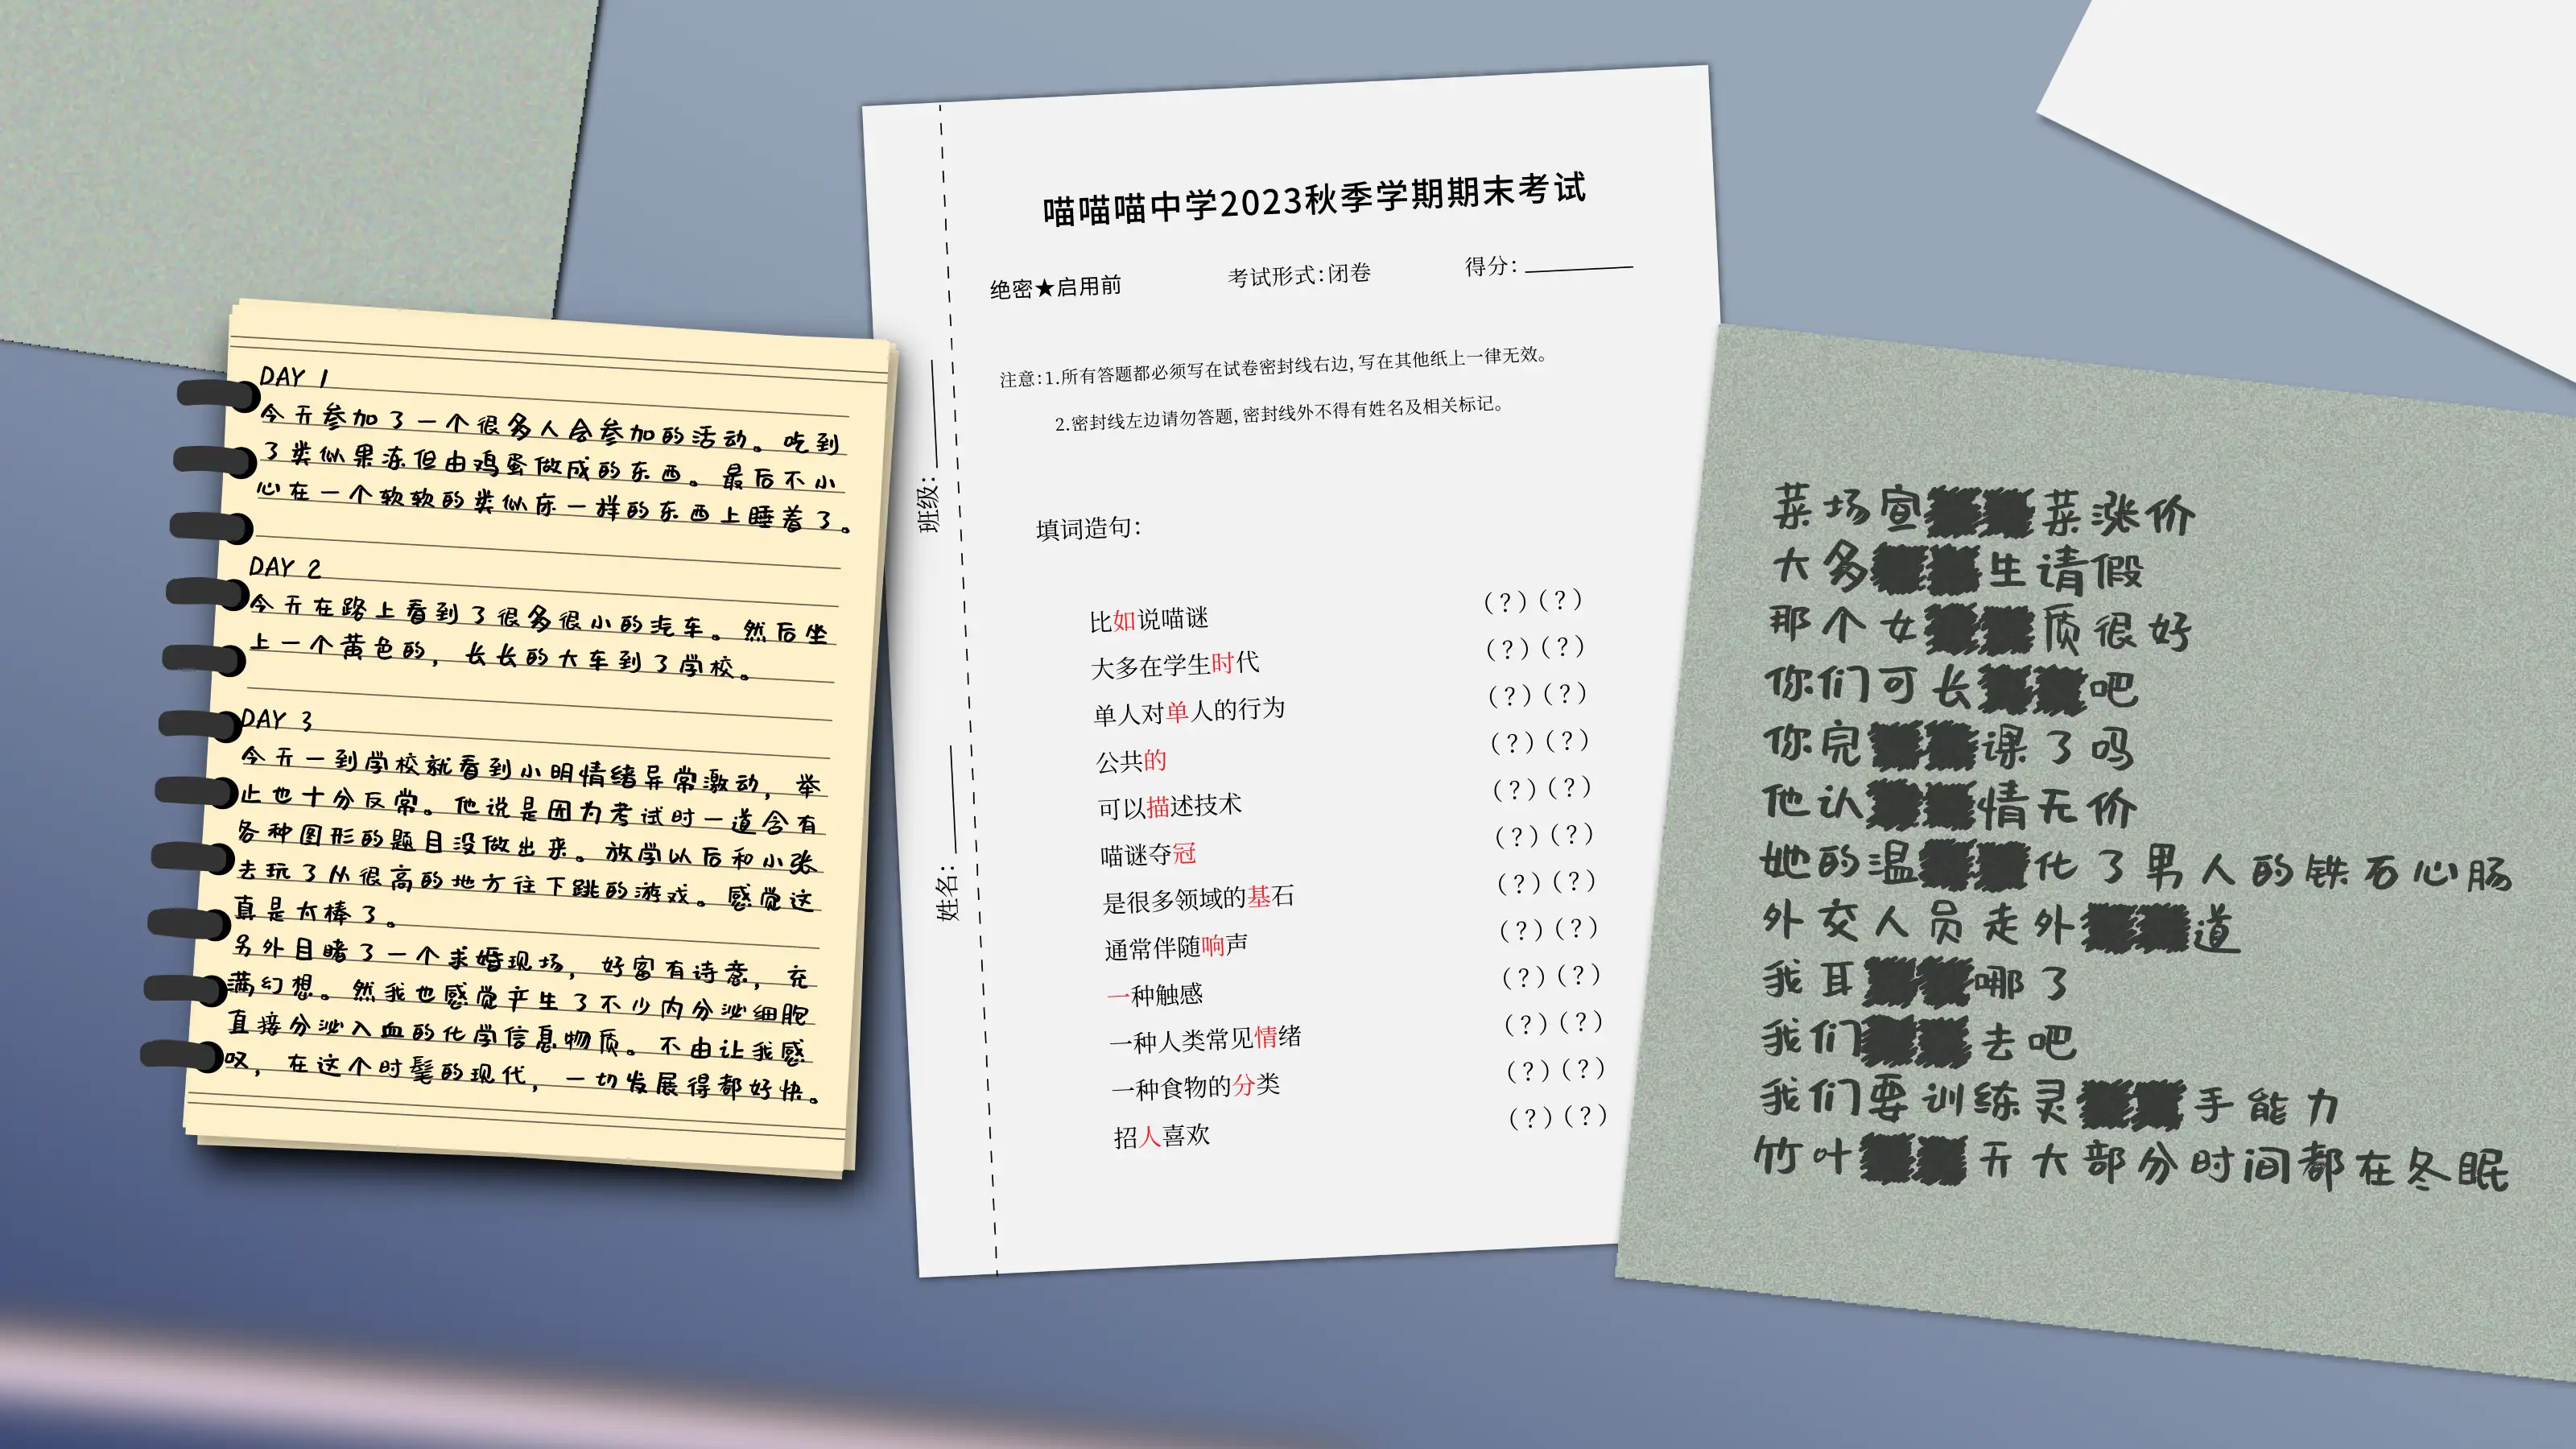 DAY 1
今天参加了一个很多人会参加的活动。吃到
了类似果冻但由鸡蛋做成的东西。最后不小
心在一个软软的类似床一样的东西上睡着了。
DAY 2
今天在路上看到了很多很小的汽车。然后坐
上一个黄色的，长长的大车到了学校。
DAY 3
今天一到学校就看到小明情绪异常激动，举
止也十分反常。他说是因为考试时一道含有
各种图形的题目没做出来。放学以后和小张
去玩了从很高的地方往下跳的游戏。感觉这
真是太棒了。
另外目睹了一个求婚现场，好富有诗意，充
满幻想。然我也感觉产生了不少内分泌细胞
直接分泌入血的化学信息物质。不由让我感
叹，在这个时髦的现代，一切发展得都好快。
喵喵喵中学2023秋季学期期末考试
绝密★启用前 考试形式:闭卷 得分:
注意:1.所有答题都必须写在试卷密封线右边,写在其他纸上一律无效。
2.密封线左边请勿答题,密封线外不得有姓名及相关标记。
班级:
姓名:
填词造句:
比如说喵谜 (?)(?)
大多在学生时代 (?)(?)
单人对单人的行为 (?)(?)
公共的 (?)(?)
可以描述技术 (?)(?)
喵谜夺冠 (?)(?)
是很多领域的基石 (?)(?)
通常伴随响声 (?)(?)
一种触感 (?)(?)
一种人类常见情绪 (?)(?)
一种食物的分类 (?)(?)
招人喜欢 (?)(?)
菜场宣菜涨价
大多生请假
那个女质很好
你们可长吧
你完课了吗
他认情无价
她的温化了男人的铁石心肠
外交人员走外道
我耳哪了
我们去吧
我们要训练灵手能力
竹叶天大部分时间都在冬眠